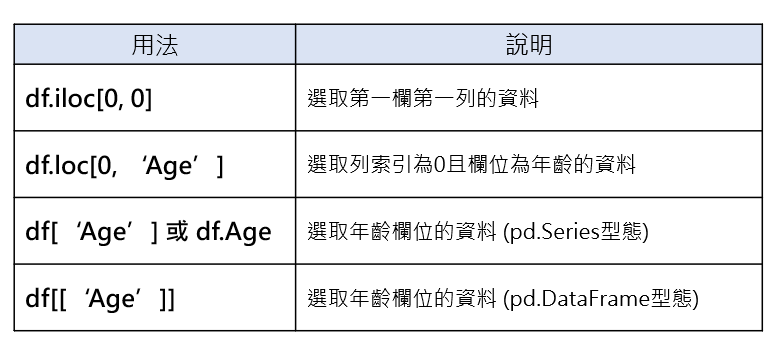 用法 說明
df.iloc[0, 0] 選取第一欄第一列的資料
df.loc[0, ‘Age’] 選取列索引為0且欄位為年齡的資料
df[‘Age’] 或 df.Age 選取年齡欄位的資料 (pd.Series型態)
df[[‘Age’]] 選取年齡欄位的資料 (pd.DataFrame型態)